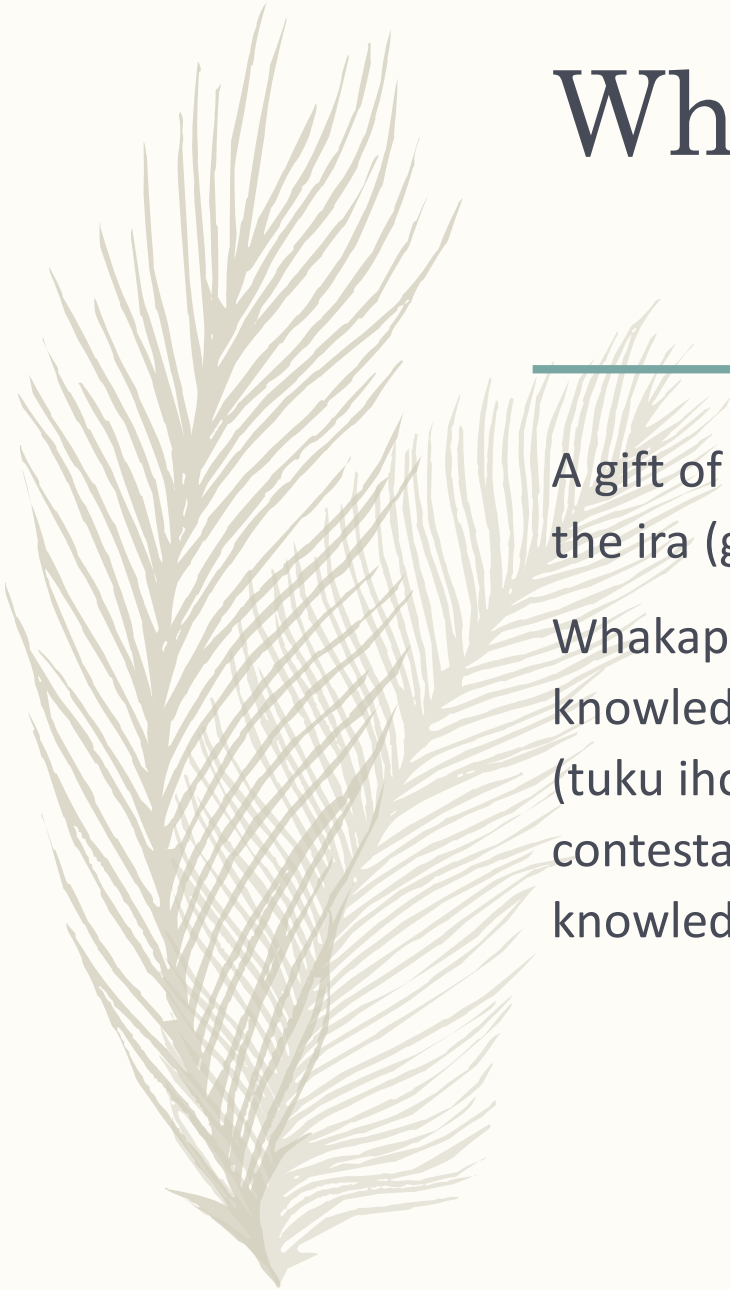 Wh
A gift of
the ira (g
Whakap
knowled
(tuku iho
contesta
knowled